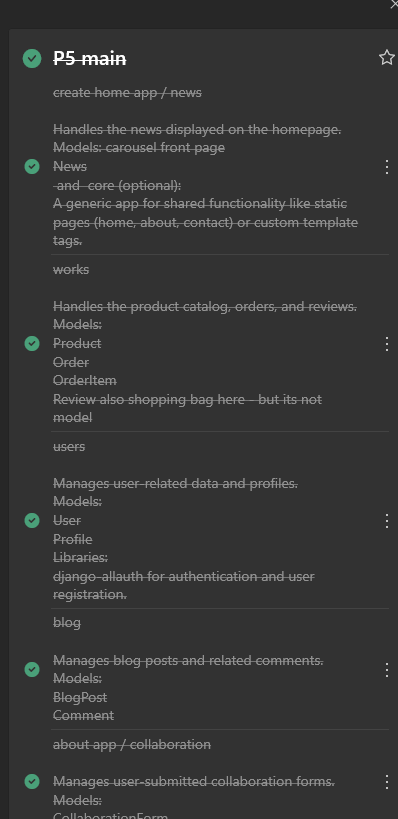 P5 main
create home app / news
Handles the news displayed on the homepage.
Models: carousel front page
News
-and  core (optional):
A generic app for shared functionality like static
pages (home, about, contact) or custom template
tags.
works
Handles the product catalog, orders, and reviews.
Models:
Product
Order
OrderItem
Review also shopping bag here - but its not
model
users
Manages user-related data and profiles.
Models:
User
Profile
Libraries:
django-allauth for authentication and user
registration.
blog
Manages blog posts and related comments.
Models:
BlogPost
Comment
about app / collaboration
Manages user-submitted collaboration forms.
Models:
CollaborationForm